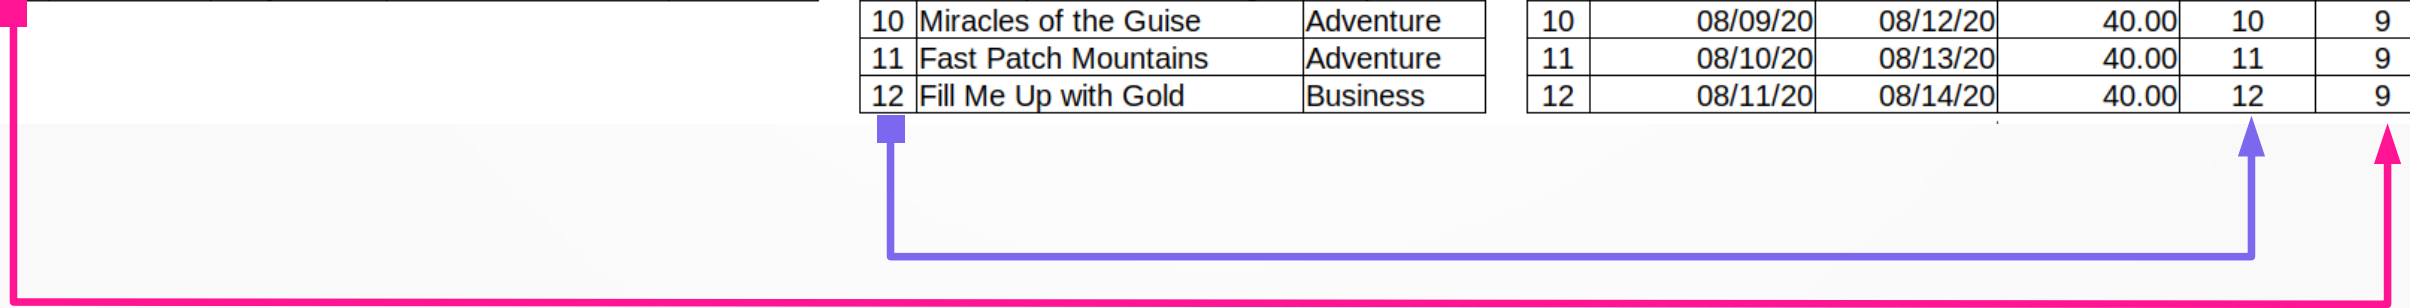 10 Miracles of the Guise Adventure 10 08/09/20 08/12/20 40.00 10 9
11 Fast Patch Mountains Adventure 11 08/10/20 08/13/20 40.00 11 9
12 Fill Me Up with Gold Business 12 08/11/20 08/14/20 40.00 12 9